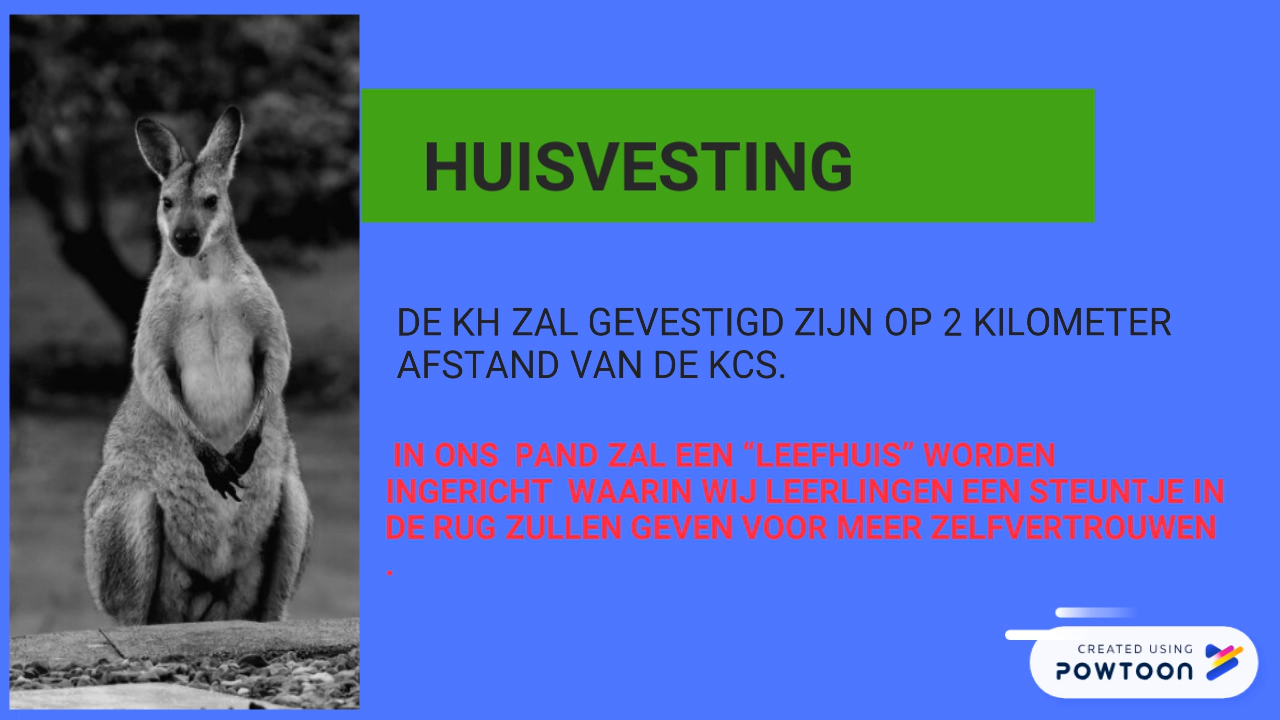 HUISVESTING
DE KH ZAL GEVESTIGD ZIJN OP 2 KILOMETER
AFSTAND VAN DE KCS.
IN ONS PAND ZAL EEN “LEEFHUIS” WORDEN
INGERICHT WAARIN WIJ LEERLINGEN EEN STEUNTJE IN
DE RUG ZULLEN GEVEN VOOR MEER ZELFVERTROUWEN
.
CREATED USING
POWTOON